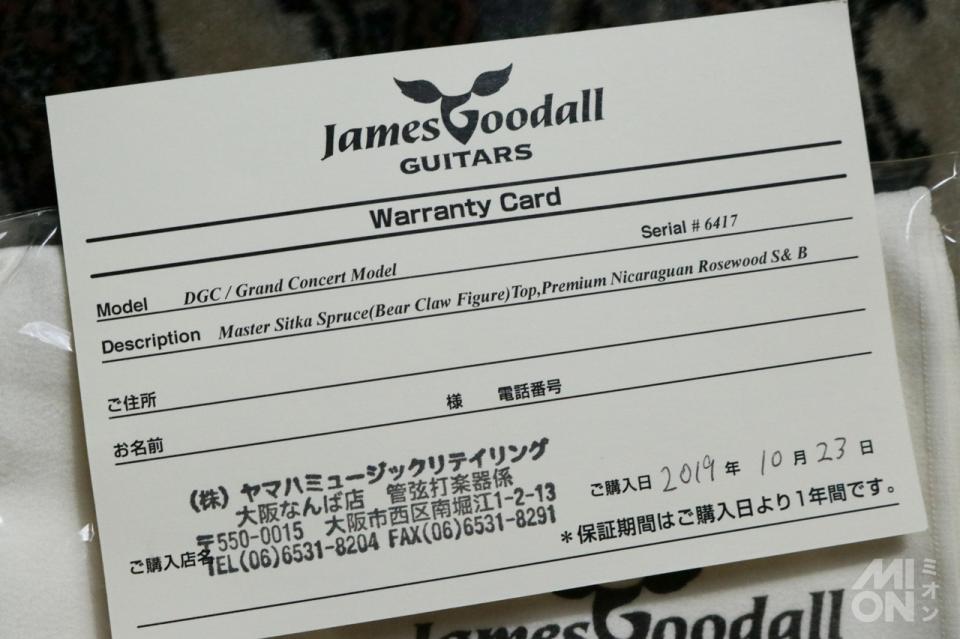 James Goodall
GUITARS
Warranty Card
Serial # 6417
Model DGC / Grand Concert Model
Description Master Sitka Spruce(Bear Claw Figure)Top,Premium Nicaraguan Rosewood S& B
ご住所
様 電話番号
お名前
(株) ヤマハミュージックリテイリング
大阪なんば店 管弦打楽器係
〒550-0015 大阪市西区南堀江1-2-13
TEL(06)6531-8204 FAX(06)6531-8291
ご購入店名
ご購入日 2019 年 10 月 23 日
*保証期間はご購入日より1年間です。
James Goodall
MI
ON
ミオン